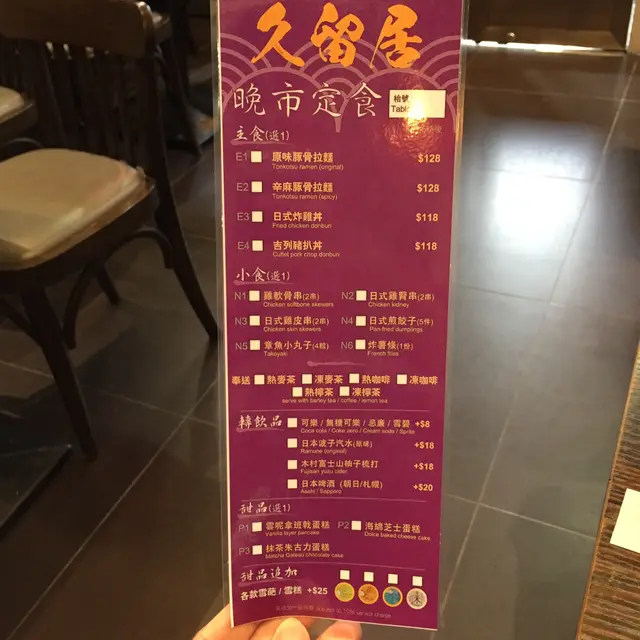 久留居
晚市定食
枱號
Table
主食(選1)
E1 原味豚骨拉麵 $128
Tonkotsu ramen (original)
E2 辛麻豚骨拉麵 $128
Tonkotsu ramen (spicy)
E3 日式炸雞丼 $118
Fried chicken donburi
E4 吉列豬扒丼 $118
Cutlet pork chop donburi
小食(選1)
N1 雞軟骨串(2串) N2 日式雞腎串(2串)
Chicken softbone skewers Chicken kidney
N3 日式雞皮串(2串) N4 日式煎餃子(5件)
Chicken skin skewers Pan-fried dumplings
N5 章魚小丸子(4粒) N6 炸薯條(1份)
Takoyaki French fries
奉送 熱麥茶 凍麥茶 熱咖啡 凍咖啡
熱檸茶 凍檸茶
serve with barley tea / coffee / lemon tea
轉飲品 可樂 / 無糖可樂 / 忌廉 / 雪碧 +$8
Coca cola / Coke zero / Cream soda / Sprite
日本波子汽水(原味) +$18
Ramune (original)
木村富士山柚子梳打 +$18
Fujisan yuzu cider
日本啤酒 (朝日/札幌) +$20
Asahi / Sapporo
甜品(選1)
P1 雲呢拿班戟蛋糕 P2 海綿芝士蛋糕
Vanilla layer pancake Dolce baked cheese cake
P3 抹茶朱古力蛋糕
Matcha Gateau chocolate cake
甜品追加
各款雪葩 / 雪糕 +$25